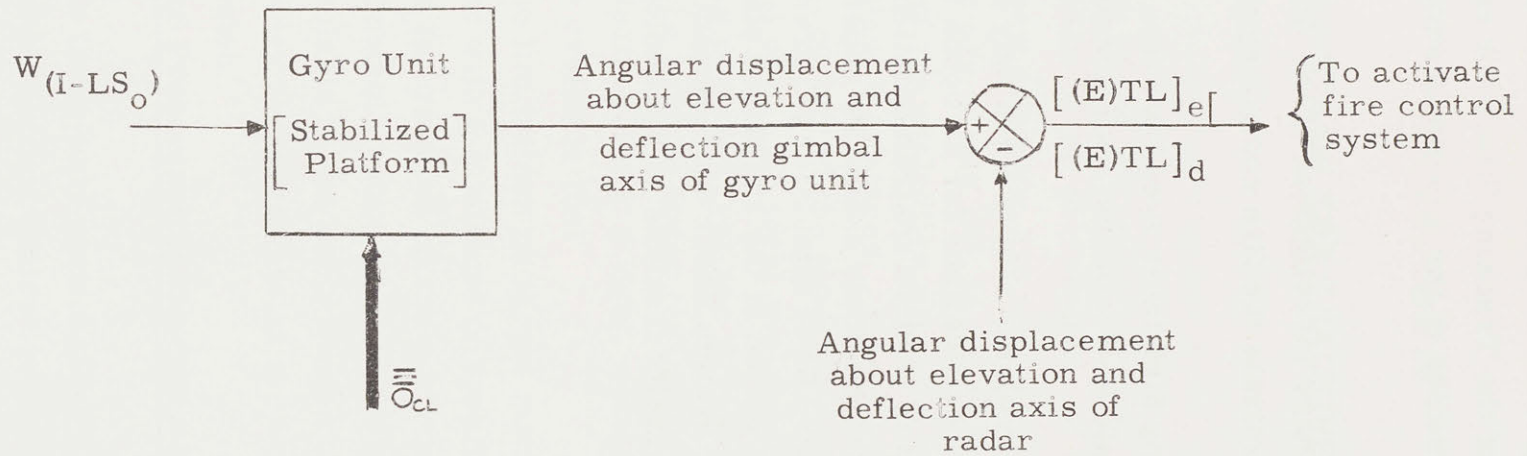 W(I-LSo)
Gyro Unit
[Stabilized
Platform]
O̿CL
Angular displacement
about elevation and
deflection gimbal
axis of gyro unit
+
-
[(E)TL]e
[(E)TL]d
Angular displacement
about elevation and
deflection axis of
radar
{To activate
fire control
system